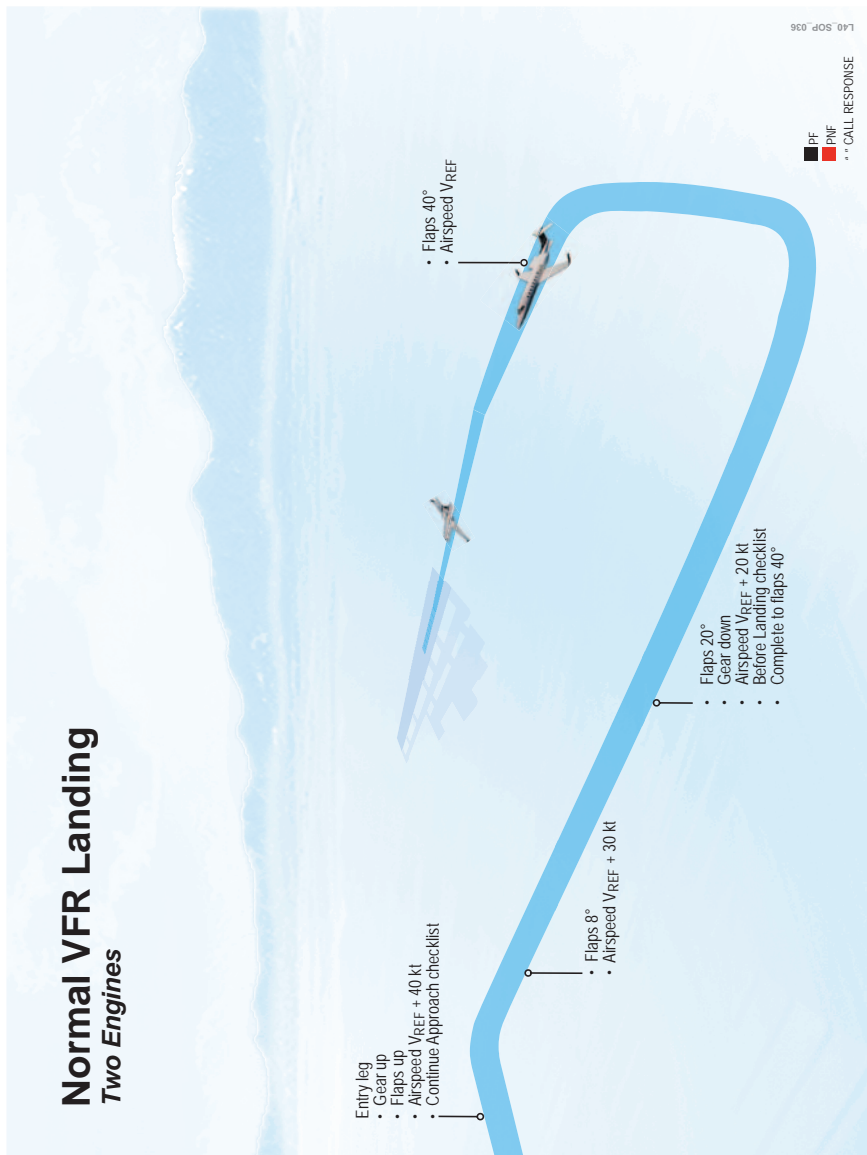 Normal VFR Landing
Two Engines
Entry leg
• Gear up
• Flaps up
• Airspeed VREF + 40 kt
• Continue Approach checklist
• Flaps 8°
• Airspeed VREF + 30 kt
• Flaps 20°
• Gear down
• Airspeed VREF + 20 kt
• Before Landing checklist
• Complete to flaps 40°
• Flaps 40°
• Airspeed VREF
PF
PNF
“ ” CALL RESPONSE
L40_SOP_036